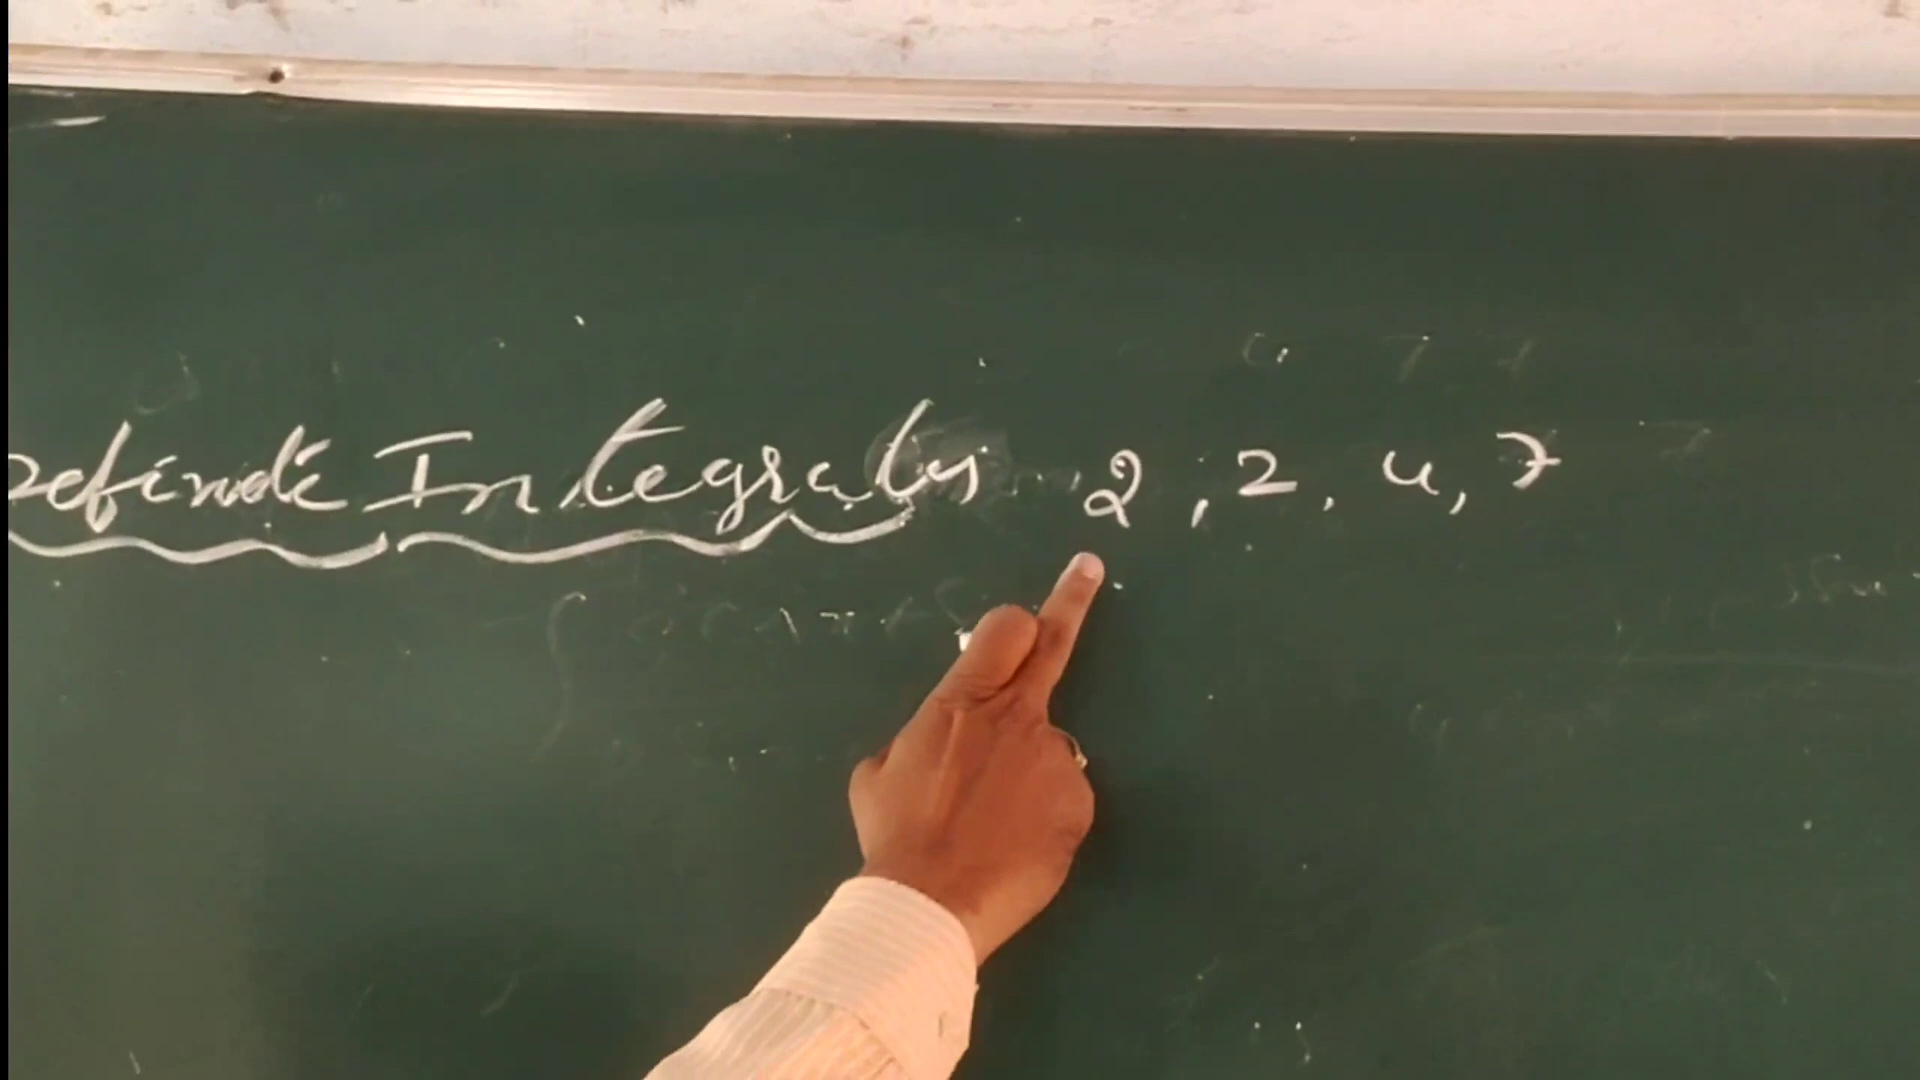 Definite Integrals 2, 2, 4, 7